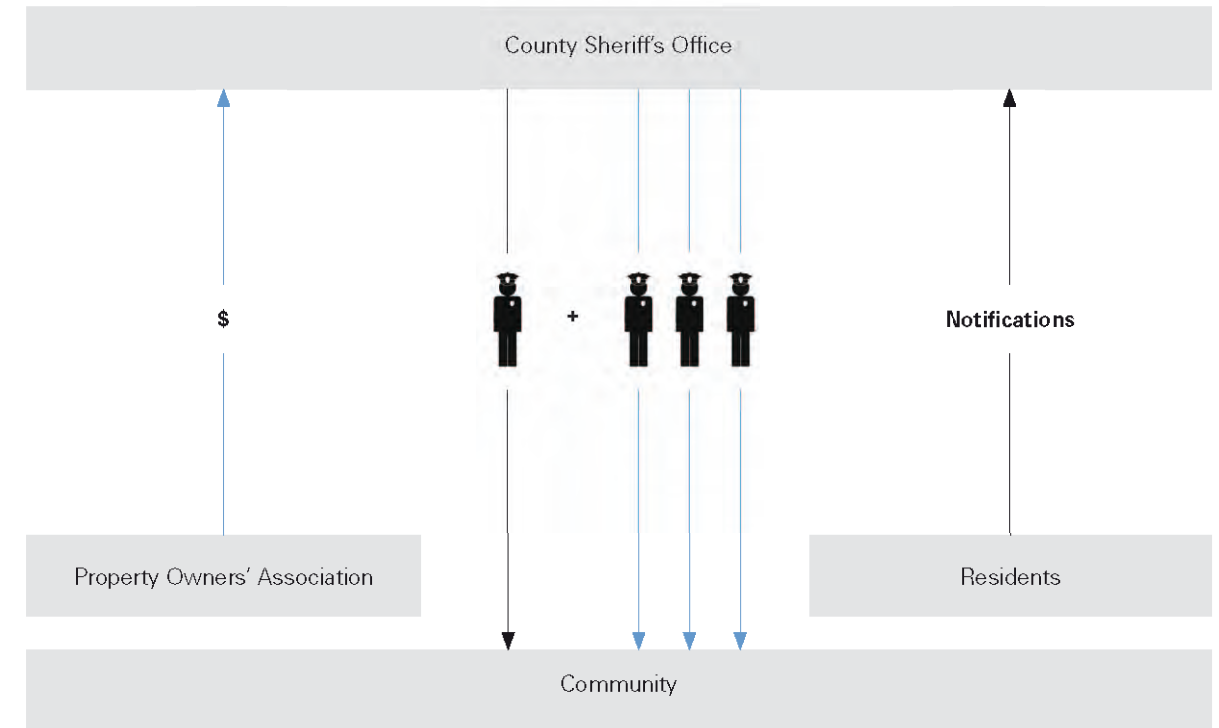 County Sheriff's Office
$
+
Notifications
Property Owners' Association
Residents
Community